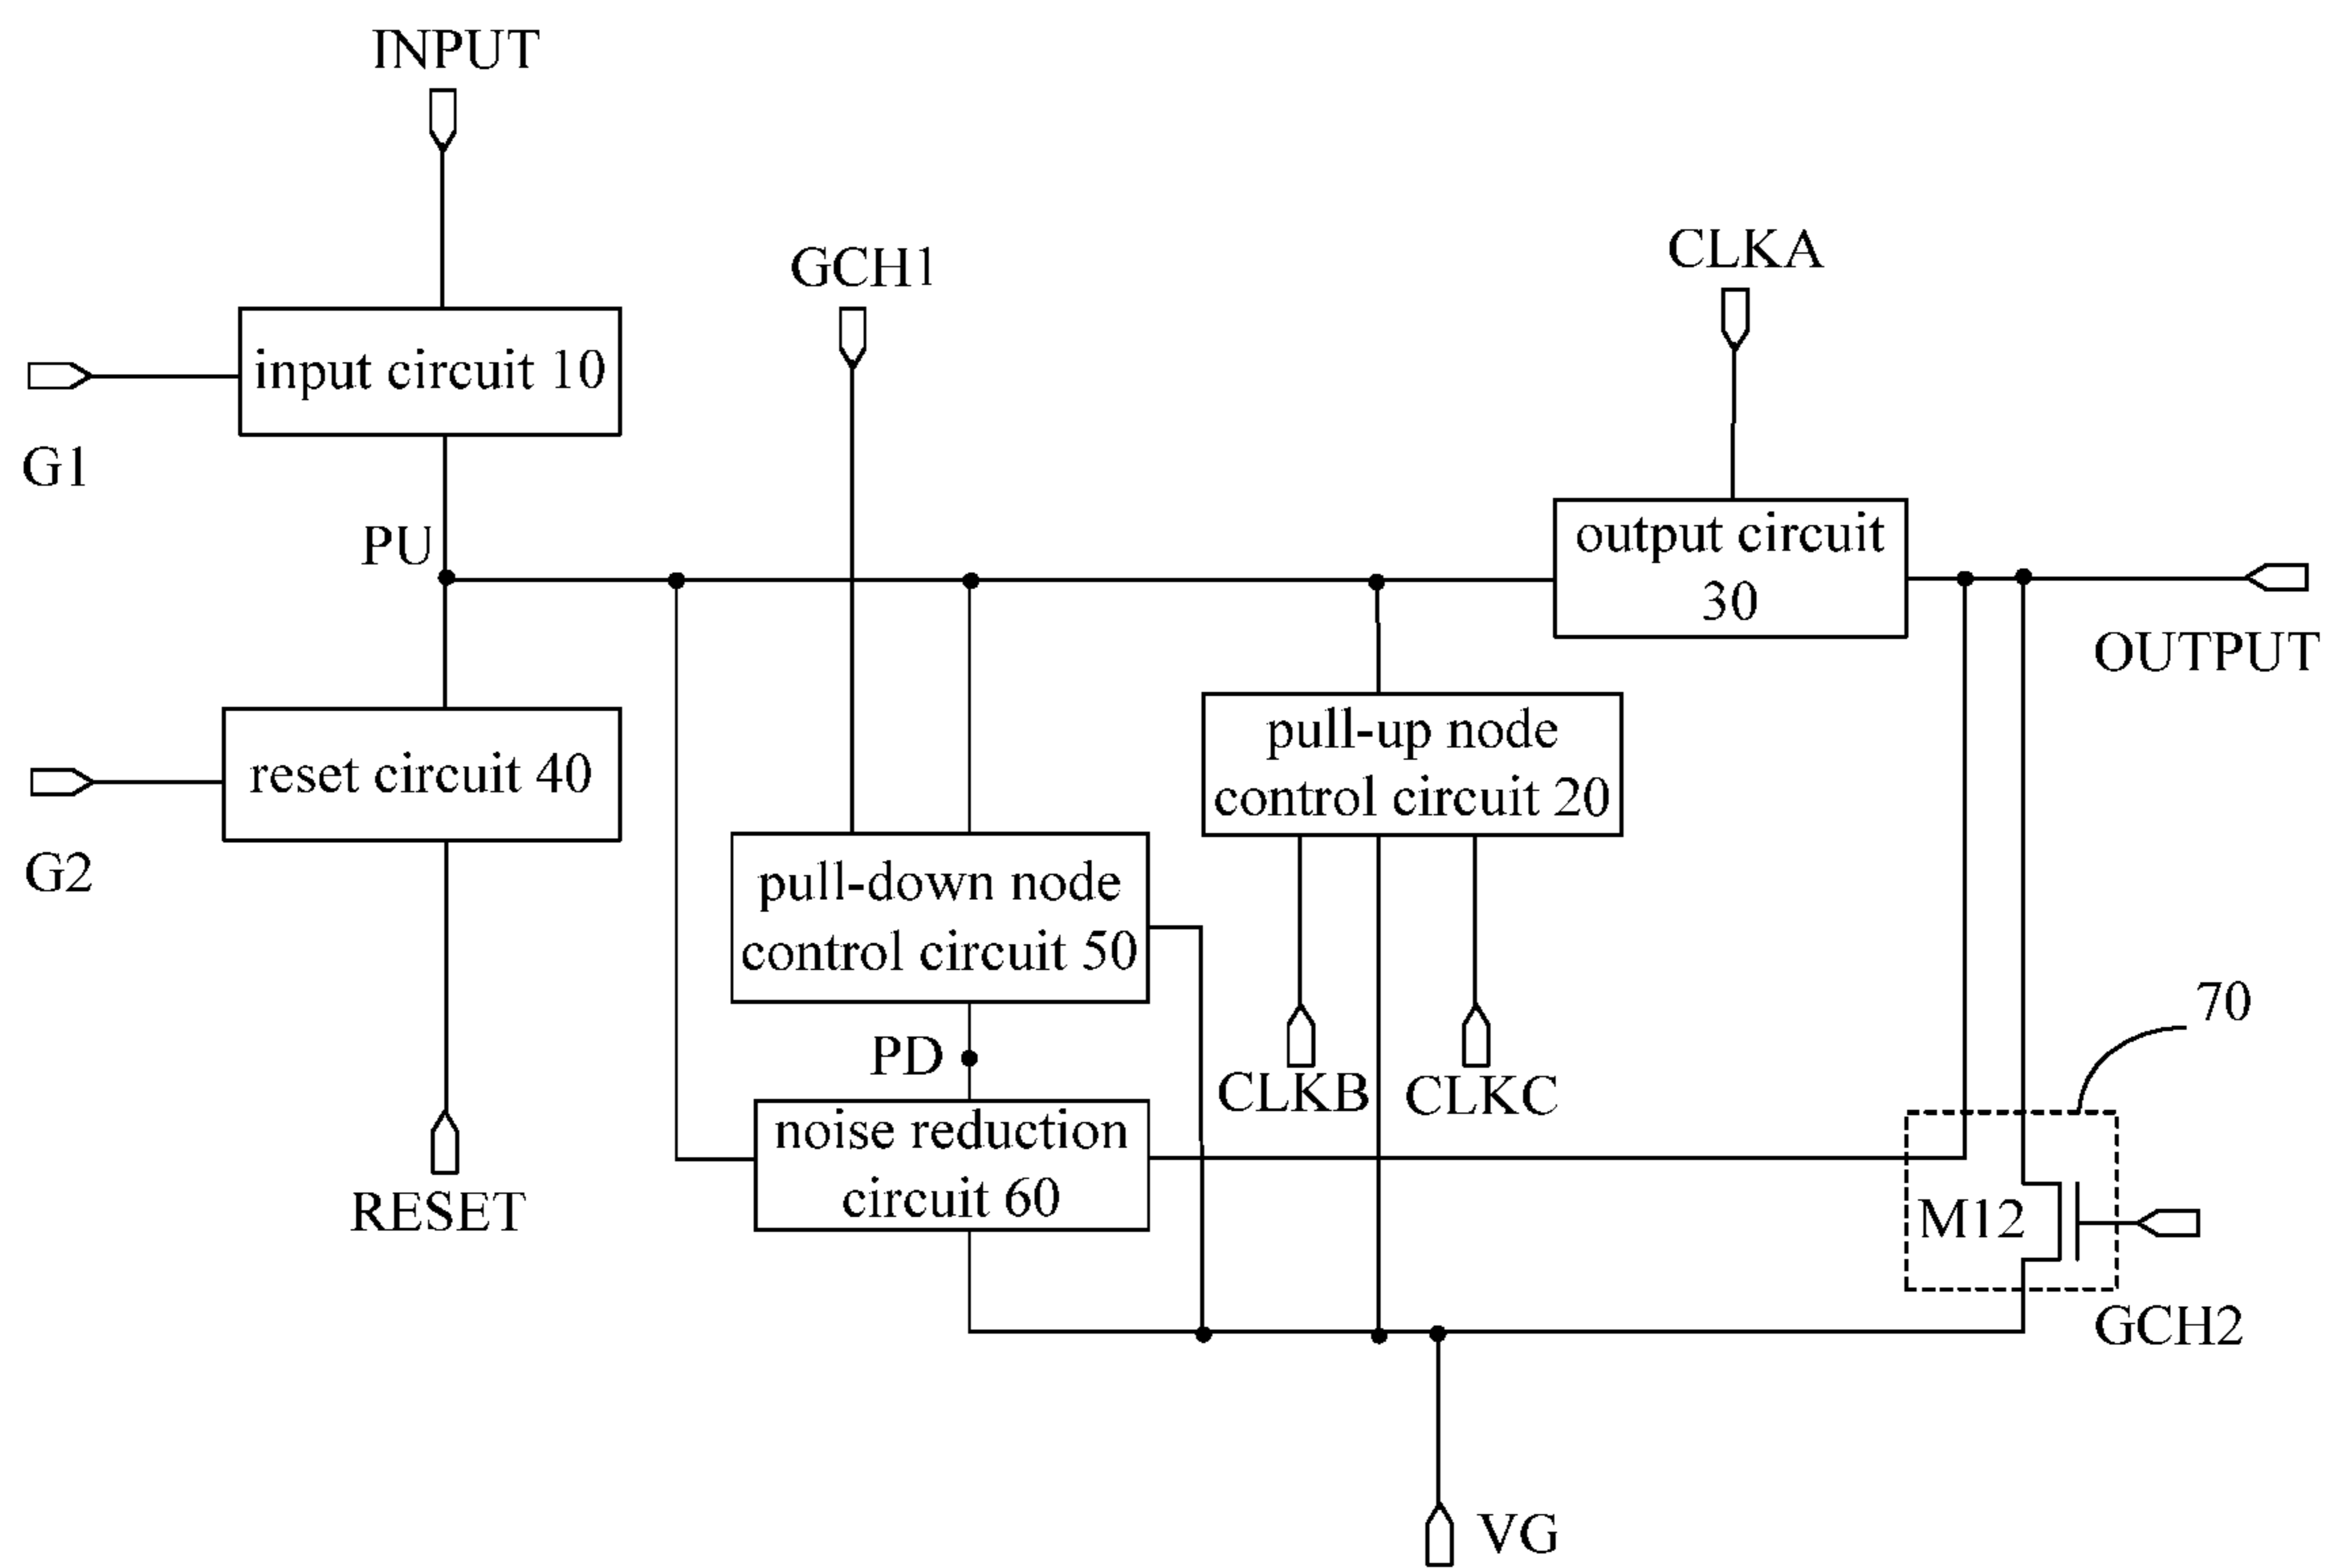 INPUT
GCH1
CLKA
input circuit 10
G1
PU
output circuit
30
OUTPUT
pull-up node
control circuit 20
reset circuit 40
G2
pull-down node
control circuit 50
70
PD
CLKB
CLKC
noise reduction
circuit 60
RESET
M12
GCH2
VG